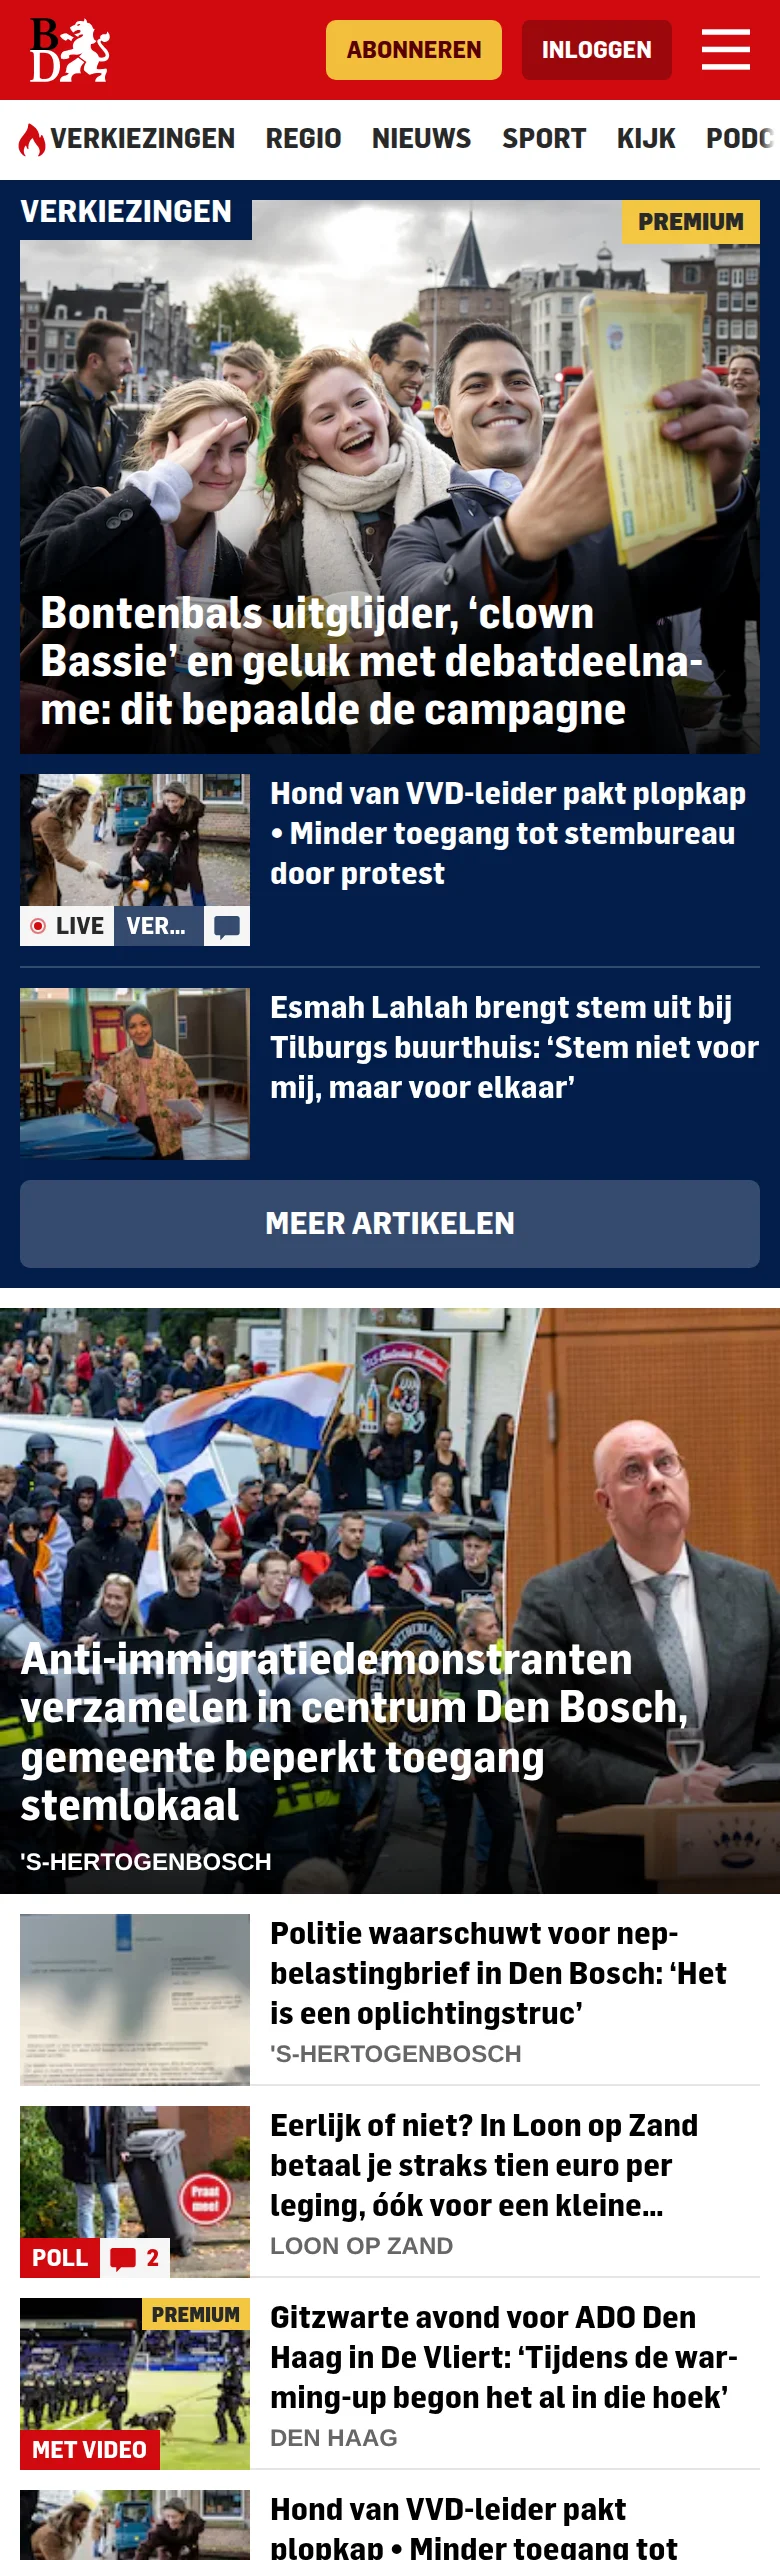 BD
ABONNEREN
INLOGGEN
VERKIEZINGEN
REGIO
NIEUWS
SPORT
KIJK
PODC
VERKIEZINGEN
PREMIUM
Bontenbals uitglijder, ‘clown
Bassie’ en geluk met debatdeelna-
me: dit bepaalde de campagne
Hond van VVD-leider pakt plopkap
• Minder toegang tot stembureau
door protest
LIVE
VER...
Esmah Lahlah brengt stem uit bij
Tilburgs buurthuis: ‘Stem niet voor
mij, maar voor elkaar’
MEER ARTIKELEN
Anti-immigratiedemonstranten
verzamelen in centrum Den Bosch,
gemeente beperkt toegang
stemlokaal
'S-HERTOGENBOSCH
Politie waarschuwt voor nep-
belastingbrief in Den Bosch: ‘Het
is een oplichtingstruc’
'S-HERTOGENBOSCH
Eerlijk of niet? In Loon op Zand
betaal je straks tien euro per
leging, óók voor een kleine...
LOON OP ZAND
Praat
mee!
POLL
2
PREMIUM
Gitzwarte avond voor ADO Den
Haag in De Vliert: ‘Tijdens de war-
ming-up begon het al in die hoek’
DEN HAAG
MET VIDEO
Hond van VVD-leider pakt
plopkap • Minder toegang tot